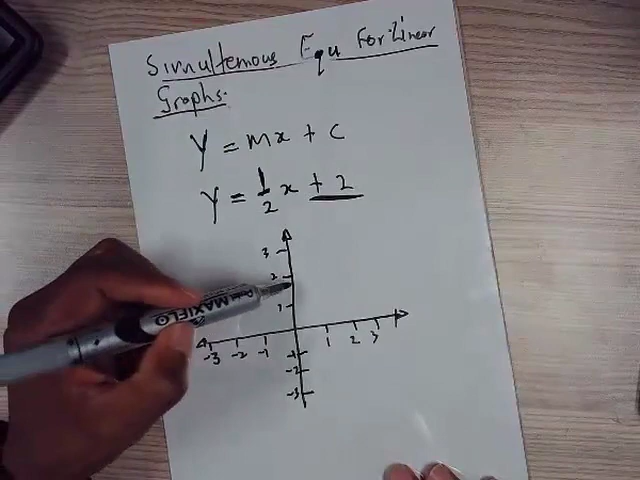 Simultemous Equ For Linear
Graphs.
y = mx + c
y = 1/2 x + 2
3
2
1
-3 -2 -1 1 2 3
-1
-2
-3
Pentel MAXIFLO